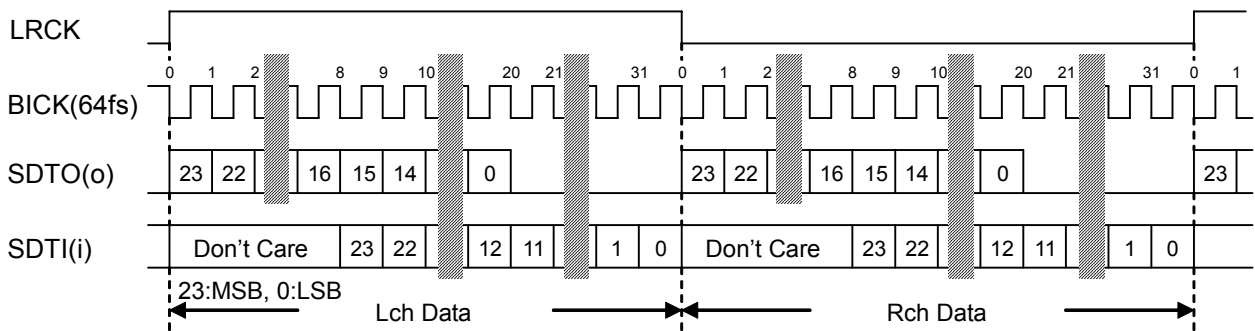 LRCK
0 1 2 8 9 10 20 21 31 0 1 2 8 9 10 20 21 31 0 1
BICK(64fs)
SDTO(o) 23 22 16 15 14 0 23 22 16 15 14 0 23
SDTI(i) Don't Care 23 22 12 11 1 0 Don't Care 23 22 12 11 1 0
23:MSB, 0:LSB
Lch Data Rch Data